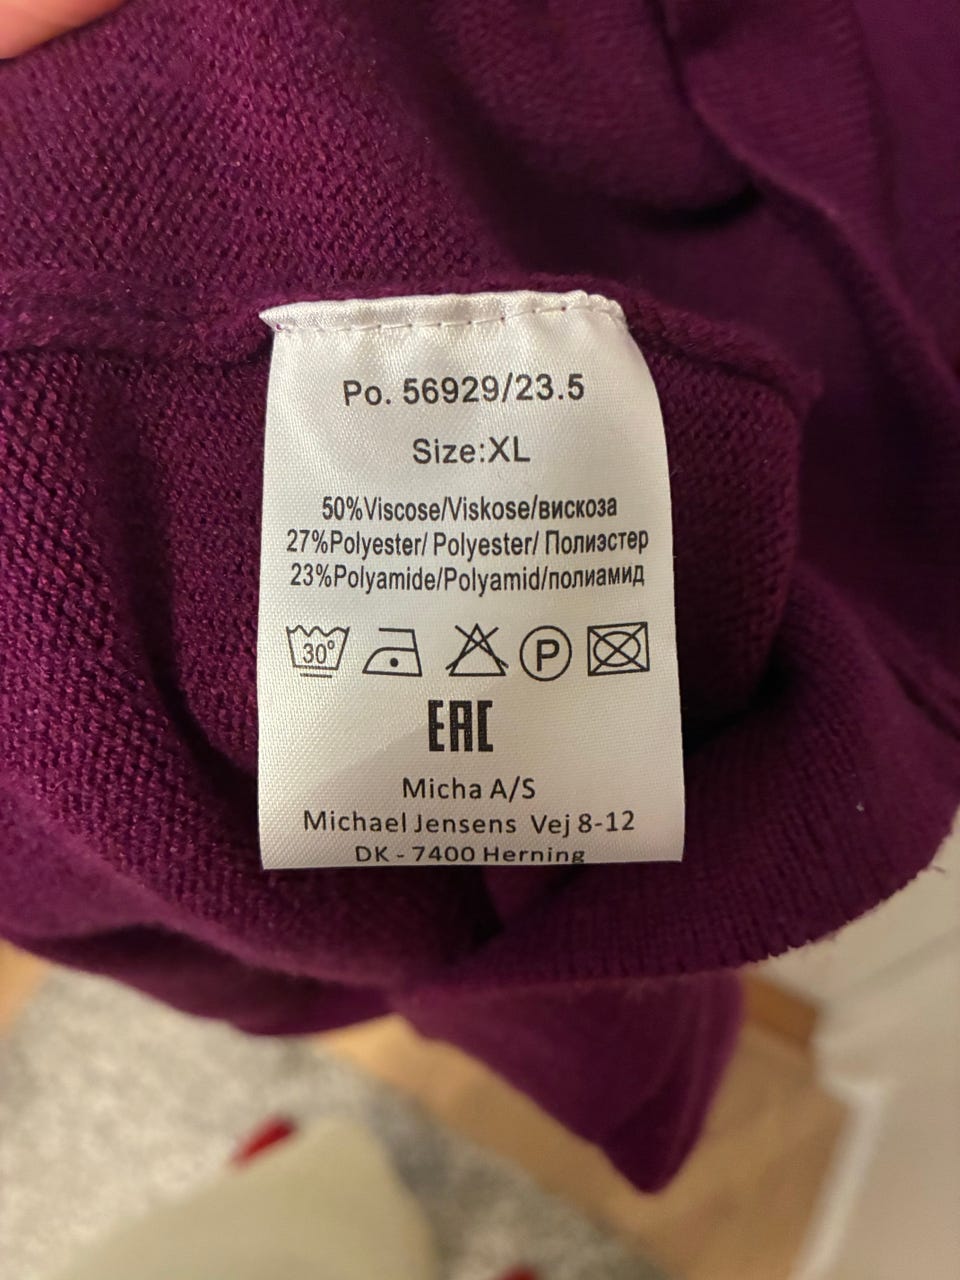 Po. 56929/23.5
Size:XL
50%Viscose/Viskose/вискоза
27%Polyester/ Polyester/ Полиэстер
23%Polyamide/Polyamid/полиамид
30° P
EAC
Micha A/S
Michael Jensens Vej 8-12
DK - 7400 Herning